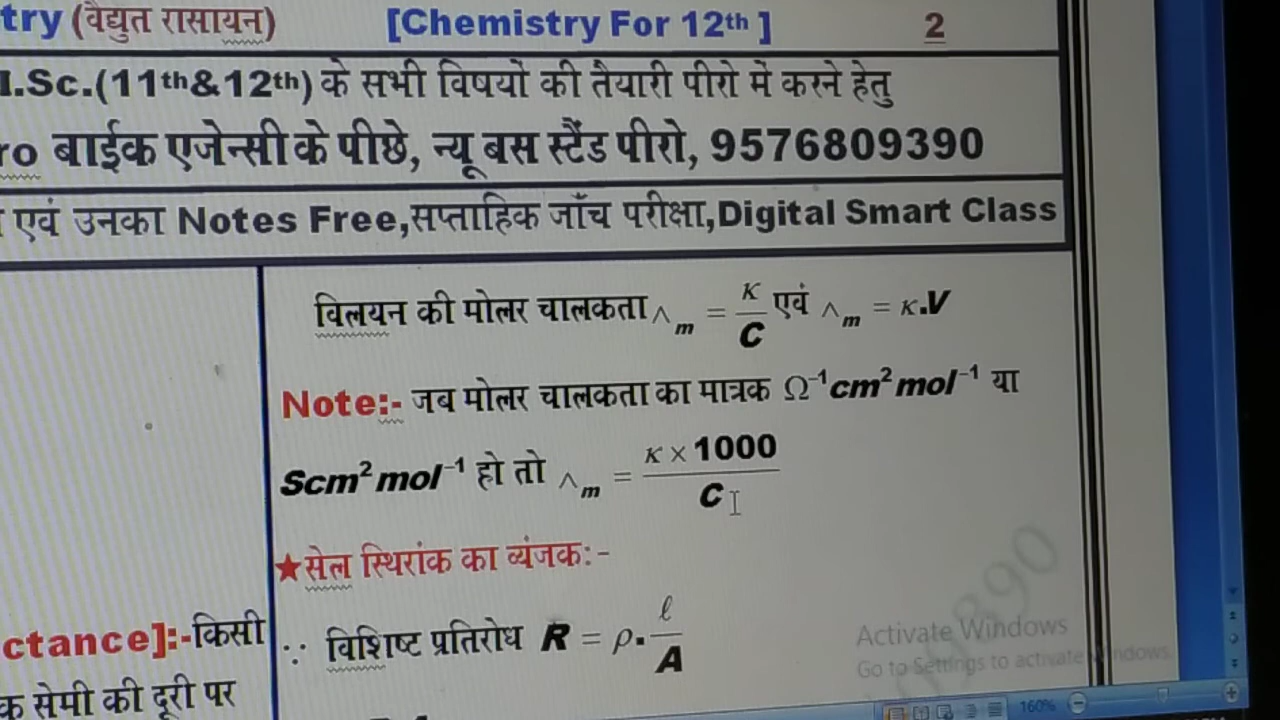 try (वैद्युत रासायन) [Chemistry For 12th ] 2
I.Sc.(11th&12th) के सभी विषयों की तैयारी पीरो में करने हेतु
ro बाईक एजेन्सी के पीछे, न्यू बस स्टैंड पीरो, 9576809390
एवं उनका Notes Free,सप्ताहिक जाँच परीक्षा,Digital Smart Class
विलयन की मोलर चालकता ∧m = κ/C एवं ∧m = κ.V
Note:- जब मोलर चालकता का मात्रक Ω⁻¹cm²mol⁻¹ या
Scm²mol⁻¹ हो तो ∧m = κ × 1000/C
★सेल स्थिरांक का व्यंजक:-
ctance]:-किसी
∵ विशिष्ट प्रतिरोध R = ρ.ℓ/A
क सेमी की दूरी पर
Activate Windows
Go to Settings to activate Windows.
9890
160%